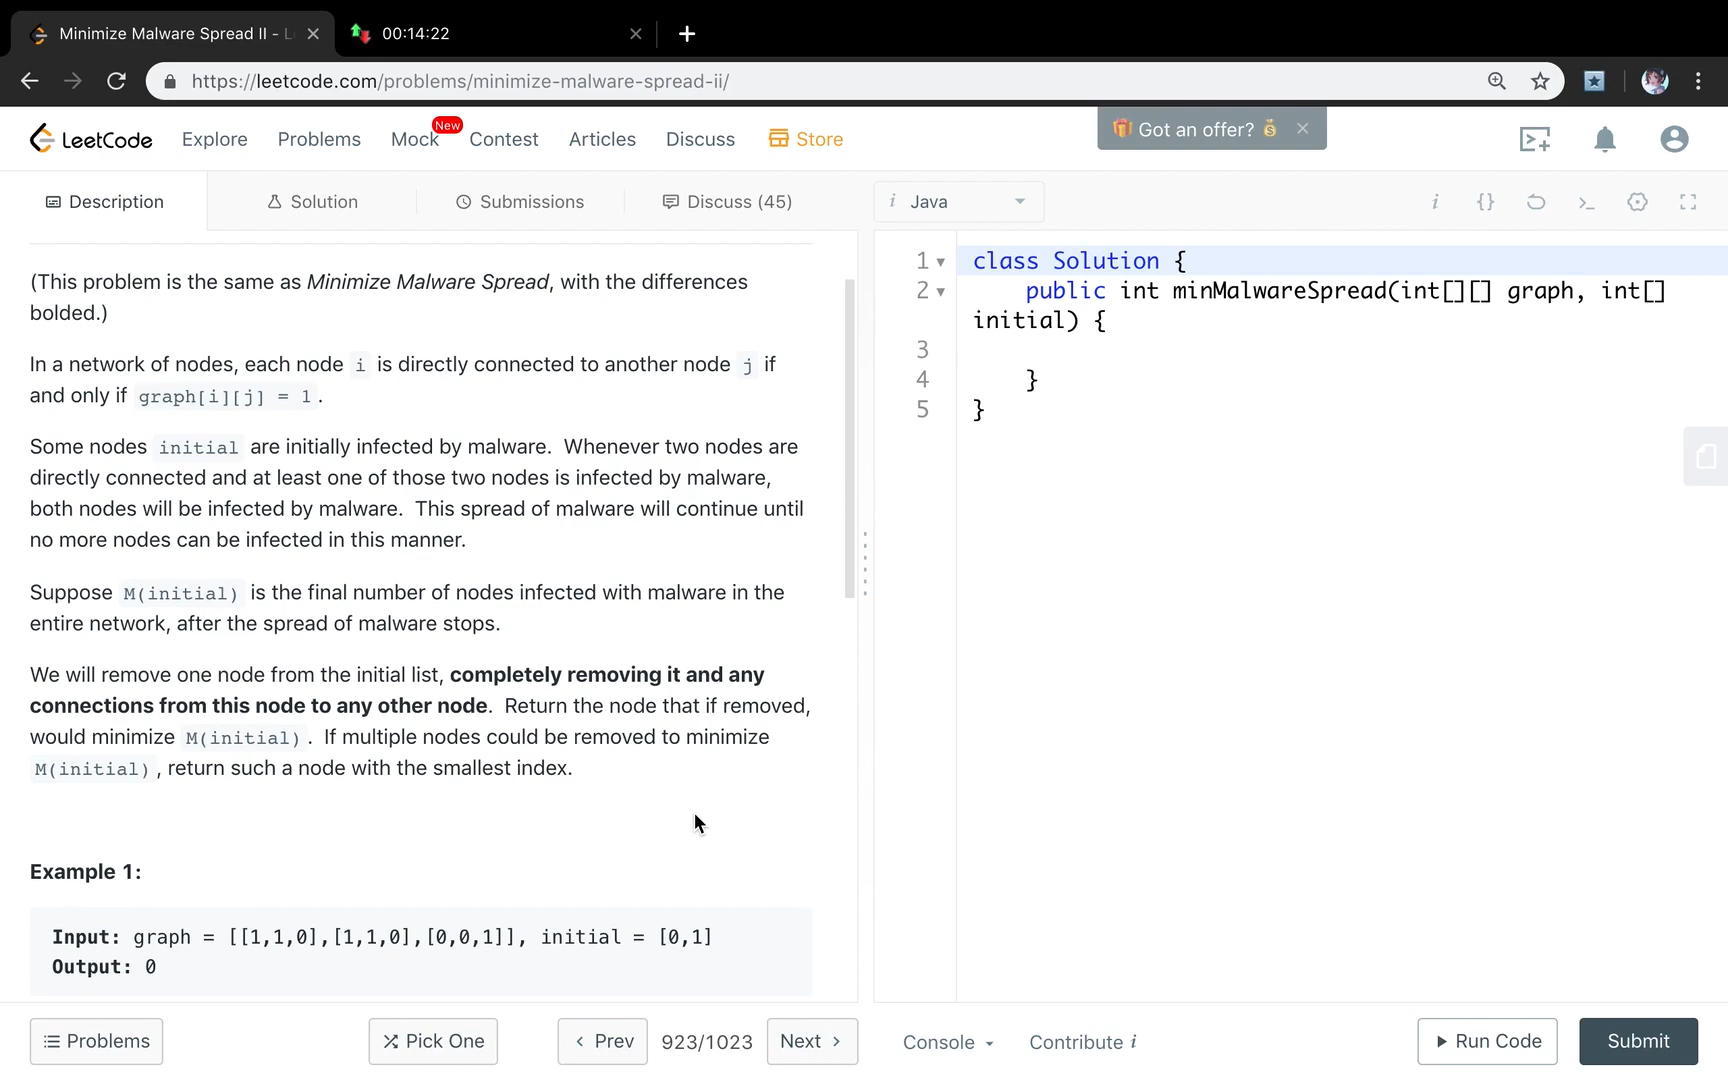 Minimize Malware Spread II - L
00:14:22
https://leetcode.com/problems/minimize-malware-spread-ii/
LeetCode
Explore
Problems
Mock
New
Contest
Articles
Discuss
Store
Got an offer?
Description
Solution
Submissions
Discuss (45)
(This problem is the same as Minimize Malware Spread, with the differences
bolded.)
In a network of nodes, each node i is directly connected to another node j if
and only if graph[i][j] = 1.
Some nodes initial are initially infected by malware. Whenever two nodes are
directly connected and at least one of those two nodes is infected by malware,
both nodes will be infected by malware. This spread of malware will continue until
no more nodes can be infected in this manner.
Suppose M(initial) is the final number of nodes infected with malware in the
entire network, after the spread of malware stops.
We will remove one node from the initial list, completely removing it and any
connections from this node to any other node. Return the node that if removed,
would minimize M(initial). If multiple nodes could be removed to minimize
M(initial), return such a node with the smallest index.
Example 1:
Input: graph = [[1,1,0],[1,1,0],[0,0,1]], initial = [0,1]
Output: 0
i Java
i {} >_
1 class Solution {
2 public int minMalwareSpread(int[][] graph, int[]
initial) {
3
4 }
5 }
Problems
Pick One
< Prev
923/1023
Next >
Console
Contribute i
Run Code
Submit